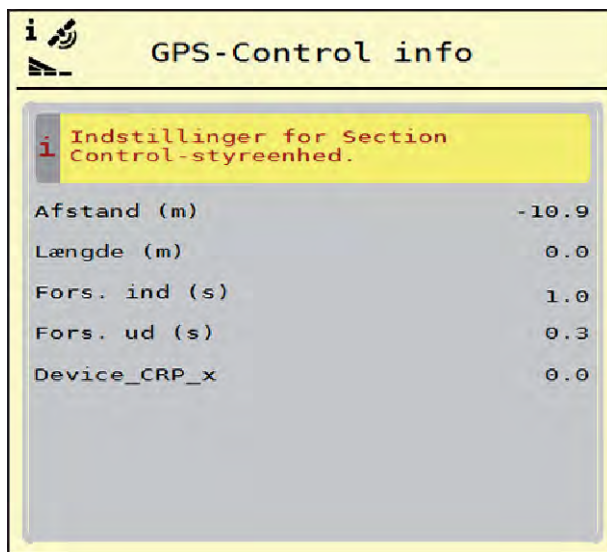 i
GPS-Control info
i Indstillinger for Section
Control-styreenhed.
Afstand (m) -10.9
Længde (m) 0.0
Fors. ind (s) 1.0
Fors. ud (s) 0.3
Device_CRP_x 0.0